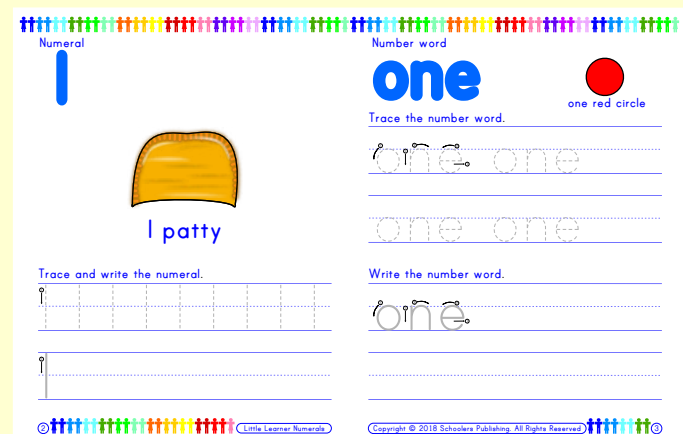 Numeral
1
1 patty
Trace and write the numeral.
1
2
Little Learner Numerals
Number word
one
one red circle
Trace the number word.
one one
one one
Write the number word.
one
Copyright © 2018 Schoolers Publishing. All Rights Reserved
3